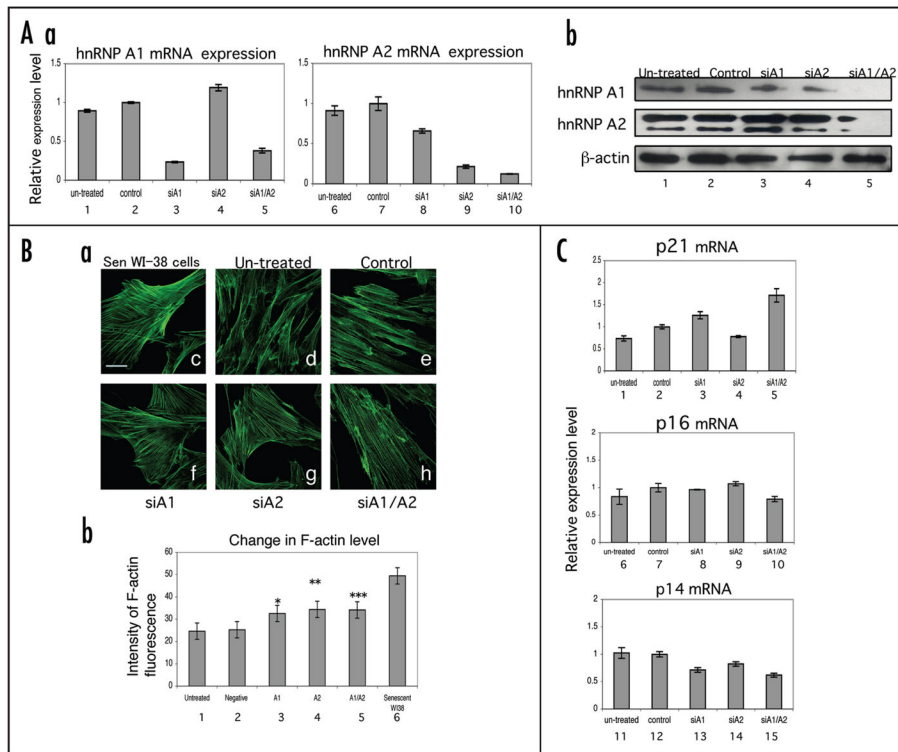 A a
hnRNP A1 mRNA expression
Relative expression level
1.5
1
0.5
0
un-treated control siA1 siA2 siA1/A2
1 2 3 4 5
hnRNP A2 mRNA expression
1.5
1
0.5
0
un-treated control siA1 siA2 siA1/A2
6 7 8 9 10
b
Un-treated Control siA1 siA2 siA1/A2
hnRNP A1
hnRNP A2
β-actin
1 2 3 4 5
B a
Sen WI-38 cells Un-treated Control
c d e
f g h
siA1 siA2 siA1/A2
b
Change in F-actin level
Intensity of F-actin
fluorescence
60
50
40
30
20
10
0
* ** ***
Untreated Negative A1 A2 A1/A2 Senescent
WI38
1 2 3 4 5 6
C
p21 mRNA
2
1.5
1
0.5
0
un-treated control siA1 siA2 siA1/A2
1 2 3 4 5
Relative expression level
p16 mRNA
2
1.5
1
0.5
0
un-treated control siA1 siA2 siA1/A2
6 7 8 9 10
p14 mRNA
2
1.5
1
0.5
0
un-treated control siA1 siA2 siA1/A2
11 12 13 14 15